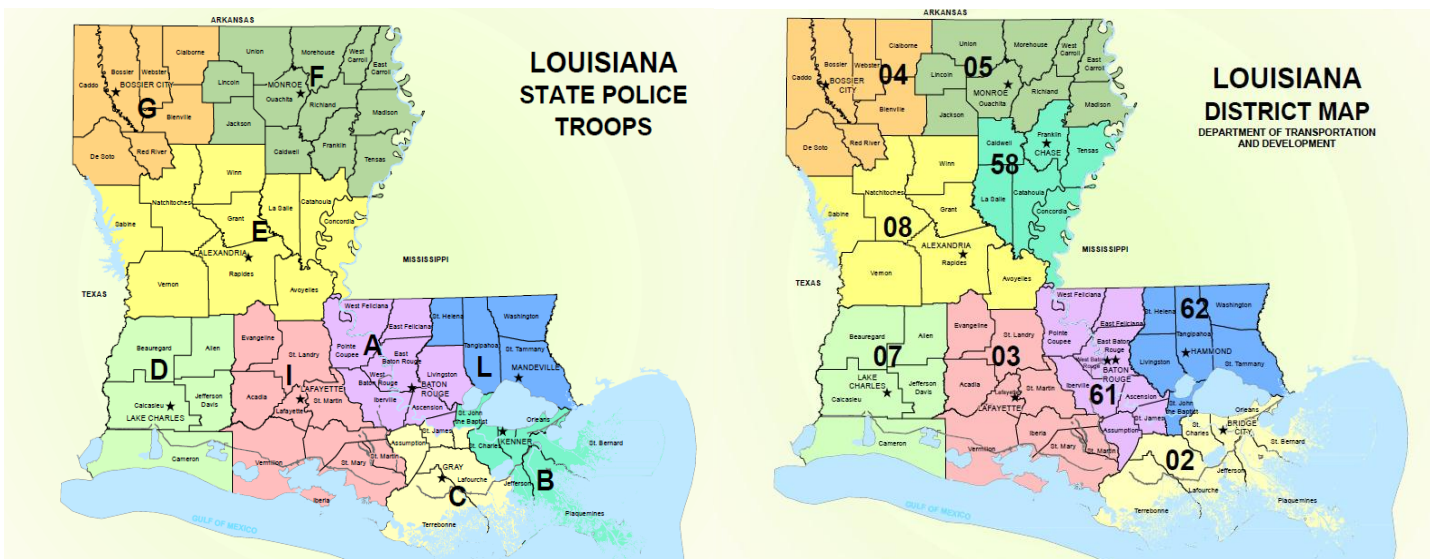 ARKANSAS
LOUISIANA
STATE POLICE
TROOPS
Caddo
Bossier
Webster
Claiborne
BOSSIER CITY
G
Bienville
De Soto
Red River
Union
Morehouse
West
Carroll
East
Carroll
F
Lincoln
MONROE
Ouachita
Richland
Madison
Jackson
Caldwell
Franklin
Tensas
Winn
Natchitoches
Sabine
Grant
La Salle
Catahoula
Concordia
E
ALEXANDRIA
Rapides
Vernon
Avoyelles
MISSISSIPPI
TEXAS
Beauregard
Allen
D
Calcasieu
LAKE CHARLES
Jefferson
Davis
Cameron
Evangeline
St. Landry
I
LAFAYETTE
Acadia
Lafayette
St. Martin
Vermilion
Iberia
St. Mary
St. Martin
West Feliciana
East Feliciana
Pointe
Coupee
A
East
Baton Rouge
West
Baton Rouge
BATON
ROUGE
Livingston
Iberville
Ascension
St. Helena
Washington
Tangipahoa
L
St. Tammany
MANDEVILLE
St. John
the Baptist
Orleans
St. James
Assumption
St. Charles
KENNER
St. Bernard
GRAY
Lafourche
C
Jefferson
B
Plaquemines
Terrebonne
GULF OF MEXICO
ARKANSAS
LOUISIANA
DISTRICT MAP
DEPARTMENT OF TRANSPORTATION
AND DEVELOPMENT
Caddo
Bossier
Webster
Claiborne
04
BOSSIER
CITY
Bienville
De Soto
Red River
Union
Morehouse
West
Carroll
East
Carroll
05
Lincoln
MONROE
Ouachita
Richland
Madison
Jackson
Caldwell
Franklin
CHASE
58
Tensas
Winn
Natchitoches
Sabine
Grant
La Salle
Catahoula
Concordia
08
ALEXANDRIA
Rapides
Vernon
Avoyelles
MISSISSIPPI
TEXAS
Beauregard
Allen
07
LAKE
CHARLES
Calcasieu
Jefferson
Davis
Cameron
Evangeline
St. Landry
03
Acadia
St. Martin
Lafayette
LAFAYETTE
Vermilion
Iberia
St. Mary
St. Martin
West Feliciana
East Feliciana
Pointe
Coupee
East Baton
Rouge
West Baton
Rouge
BATON
ROUGE
Iberville
61
Ascension
St. James
Assumption
62
St. Helena
Washington
Tangipahoa
HAMMOND
Livingston
St. Tammany
St. John
the Baptist
Orleans
St.
Charles
BRIDGE
CITY
St. Bernard
02
Lafourche
Jefferson
Plaquemines
Terrebonne
GULF OF MEXICO